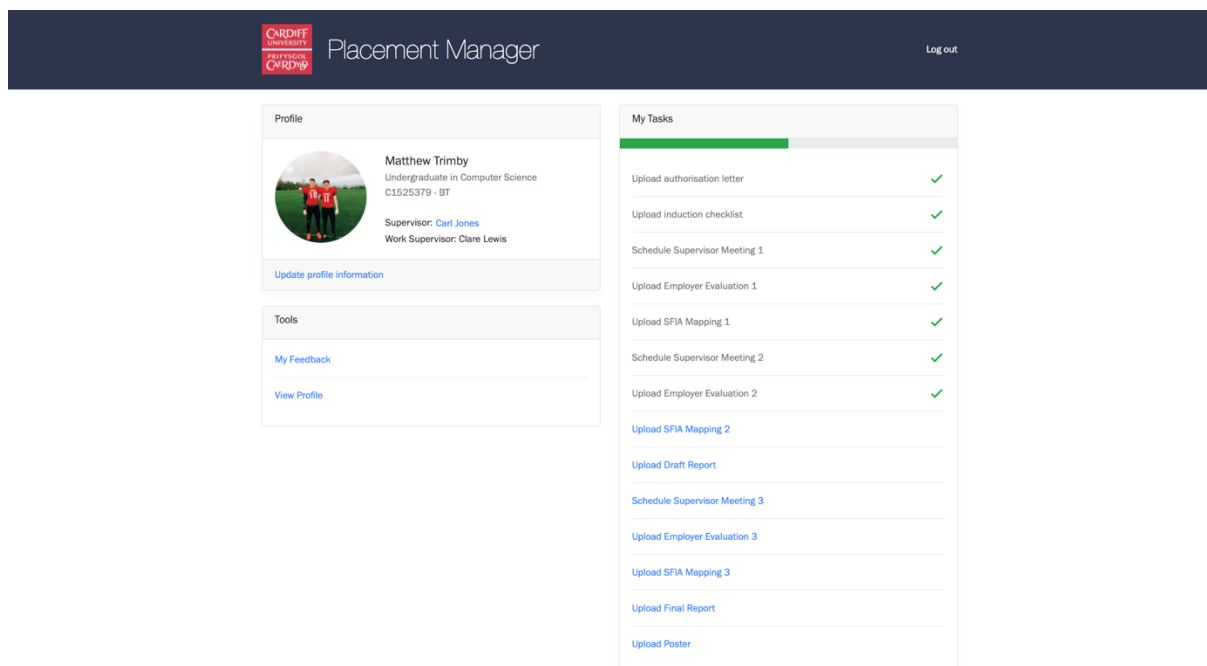 CARDIFF
UNIVERSITY
PRIFYSGOL
CAERDYDD
Placement Manager
Log out
Profile
Matthew Trimby
Undergraduate in Computer Science
C1525379 - BT
Supervisor: Carl Jones
Work Supervisor: Clare Lewis
Update profile information
Tools
My Feedback
View Profile
My Tasks
Upload authorisation letter
Upload induction checklist
Schedule Supervisor Meeting 1
Upload Employer Evaluation 1
Upload SFIA Mapping 1
Schedule Supervisor Meeting 2
Upload Employer Evaluation 2
Upload SFIA Mapping 2
Upload Draft Report
Schedule Supervisor Meeting 3
Upload Employer Evaluation 3
Upload SFIA Mapping 3
Upload Final Report
Upload Poster